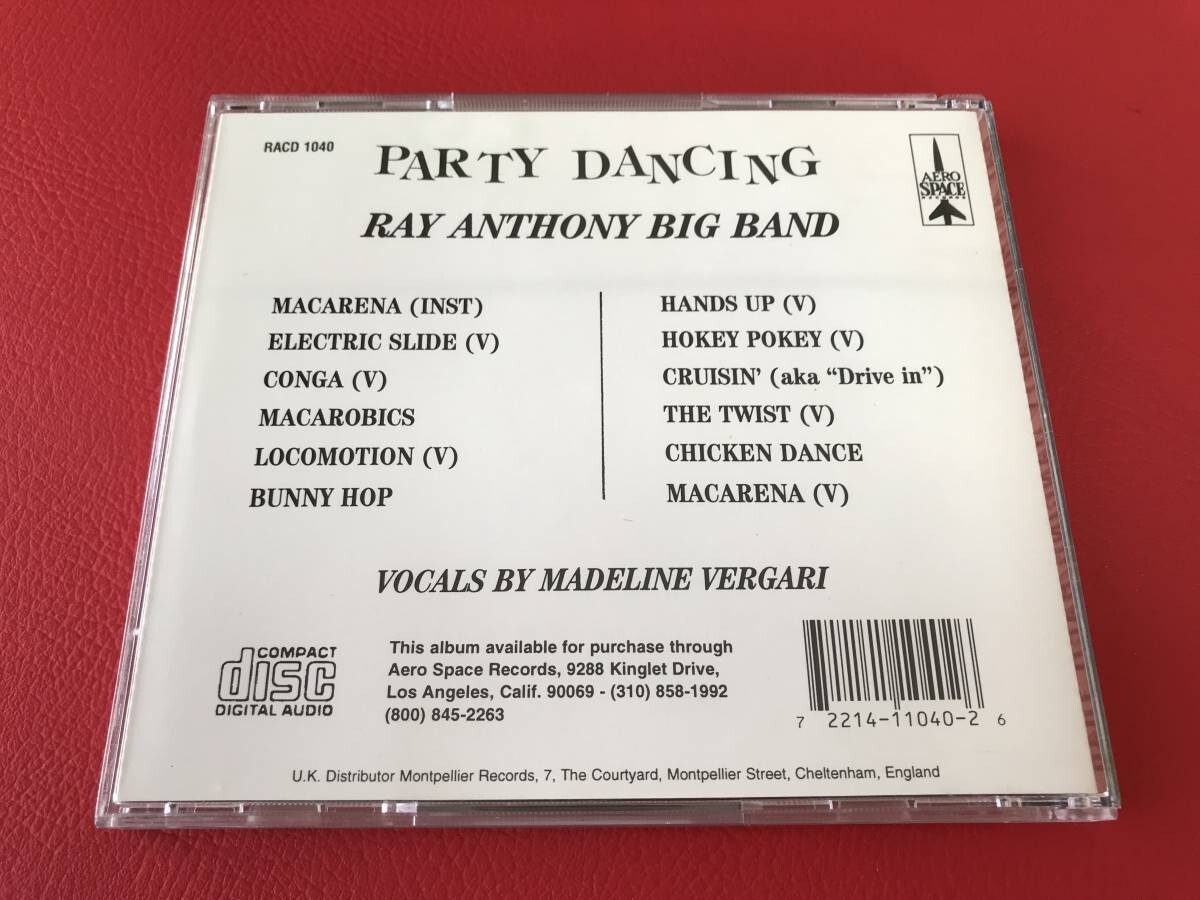 RACD 1040
PARTY DANCING
AERO
SPACE
RECORDS
RAY ANTHONY BIG BAND
MACARENA (INST)
ELECTRIC SLIDE (V)
CONGA (V)
MACAROBICS
LOCOMOTION (V)
BUNNY HOP
HANDS UP (V)
HOKEY POKEY (V)
CRUISIN' (aka "Drive in")
THE TWIST (V)
CHICKEN DANCE
MACARENA (V)
VOCALS BY MADELINE VERGARI
COMPACT
disc
DIGITAL AUDIO
This album available for purchase through
Aero Space Records, 9288 Kinglet Drive,
Los Angeles, Calif. 90069 - (310) 858-1992
(800) 845-2263
7 2214-11040-2 6
U.K. Distributor Montpellier Records, 7, The Courtyard, Montpellier Street, Cheltenham, England